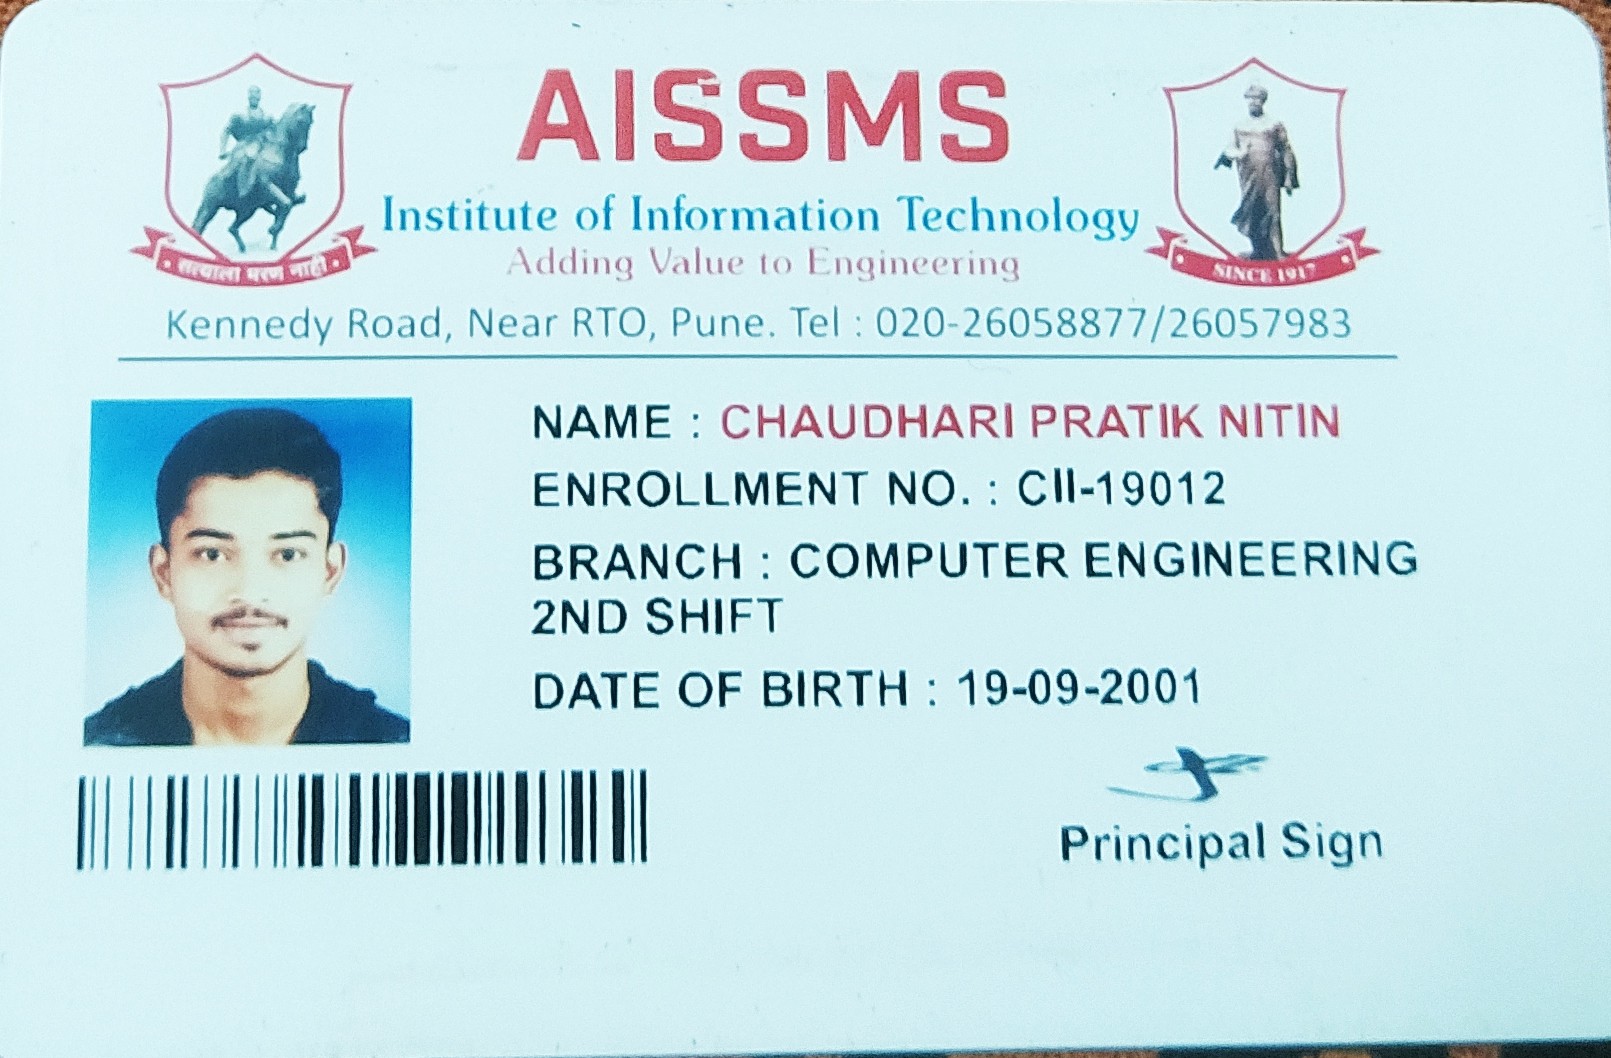 AISSMS
Institute of Information Technology
Adding Value to Engineering
सत्याला मरण नाही
SINCE 1917
Kennedy Road, Near RTO, Pune. Tel : 020-26058877/26057983
NAME : CHAUDHARI PRATIK NITIN
ENROLLMENT NO. : CII-19012
BRANCH : COMPUTER ENGINEERING
2ND SHIFT
DATE OF BIRTH : 19-09-2001
Principal Sign